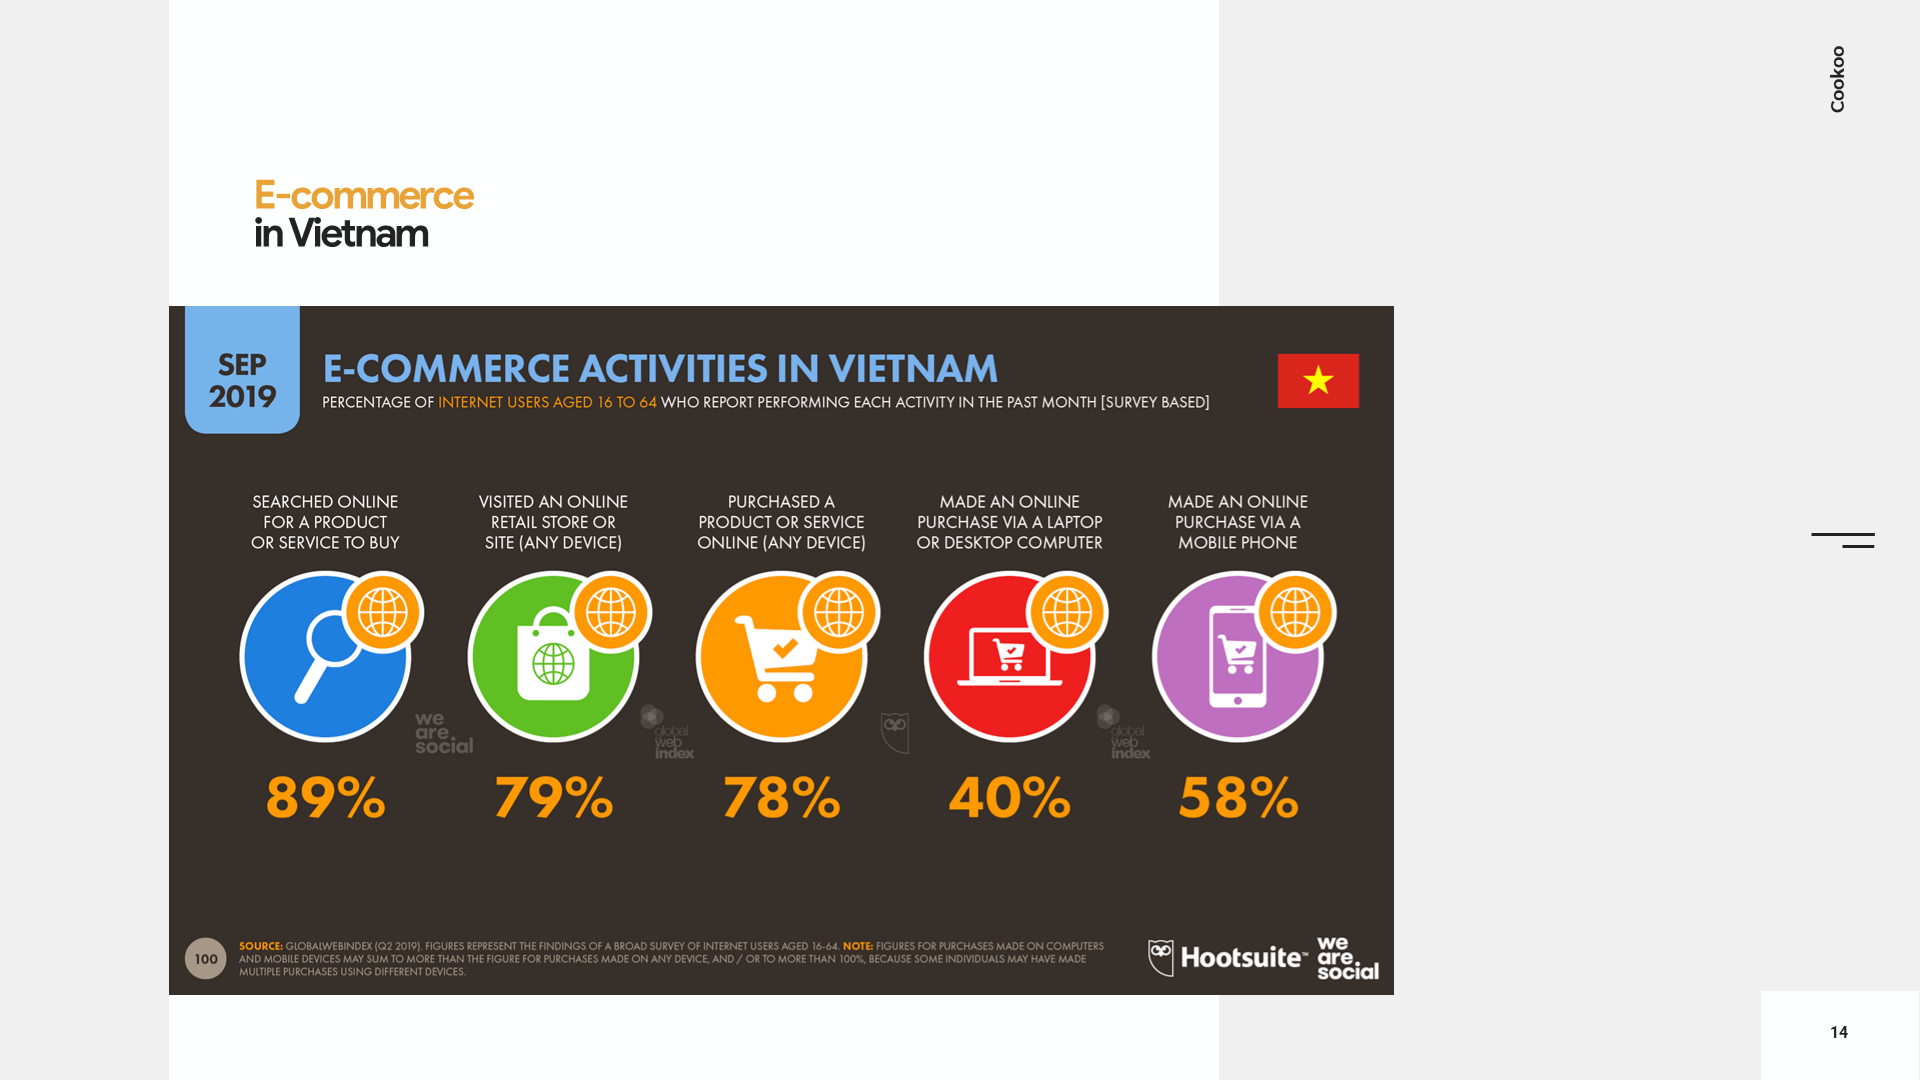 Cookoo
E-commerce
in Vietnam
SEP
2019
E-COMMERCE ACTIVITIES IN VIETNAM
PERCENTAGE OF INTERNET USERS AGED 16 TO 64 WHO REPORT PERFORMING EACH ACTIVITY IN THE PAST MONTH [SURVEY BASED]
SEARCHED ONLINE
FOR A PRODUCT
OR SERVICE TO BUY
89%
VISITED AN ONLINE
RETAIL STORE OR
SITE (ANY DEVICE)
79%
PURCHASED A
PRODUCT OR SERVICE
ONLINE (ANY DEVICE)
78%
MADE AN ONLINE
PURCHASE VIA A LAPTOP
OR DESKTOP COMPUTER
40%
MADE AN ONLINE
PURCHASE VIA A
MOBILE PHONE
58%
we
are
social
global
web
index
global
web
index
100
SOURCE: GLOBALWEBINDEX (Q2 2019). FIGURES REPRESENT THE FINDINGS OF A BROAD SURVEY OF INTERNET USERS AGED 16-64. NOTE: FIGURES FOR PURCHASES MADE ON COMPUTERS
AND MOBILE DEVICES MAY SUM TO MORE THAN THE FIGURE FOR PURCHASES MADE ON ANY DEVICE, AND / OR TO MORE THAN 100%, BECAUSE SOME INDIVIDUALS MAY HAVE MADE
MULTIPLE PURCHASES USING DIFFERENT DEVICES.
Hootsuite™
we
are
social
14